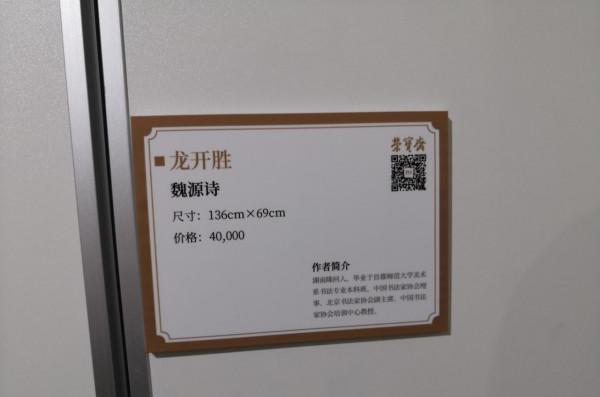 荣宝斋
龙开胜
魏源诗
尺寸：136cm×69cm
价格：40,000
作者简介
湖南隆回人，毕业于首都师范大学美术
系书法专业本科班。中国书法家协会理
事、北京书法家协会副主席、中国书法
家协会培训中心教授。